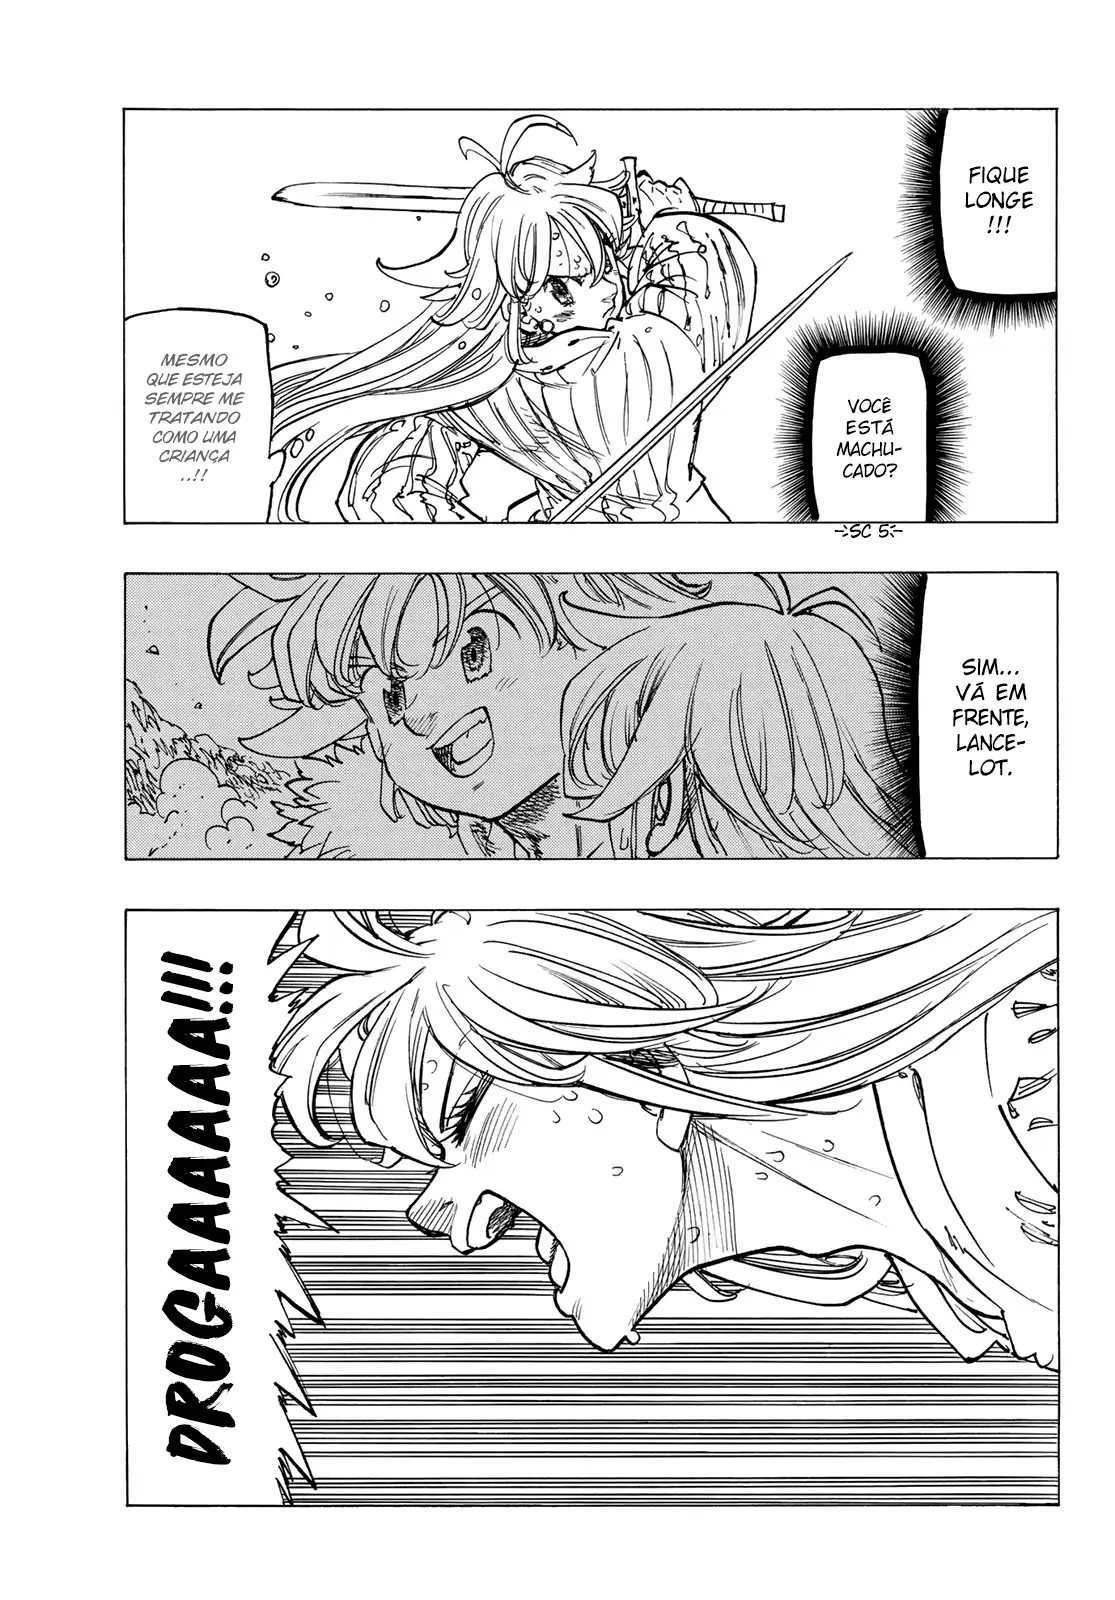 FIQUE
LONGE
!!!
VOCÊ
ESTÁ
MACHU-
CADO?
MESMO
QUE ESTEJA
SEMPRE ME
TRATANDO
COMO UMA
CRIANÇA
..!!
SC 5
SIM...
VÁ EM
FRENTE,
LANCE-
LOT.
DROGAAAAAAA!!!